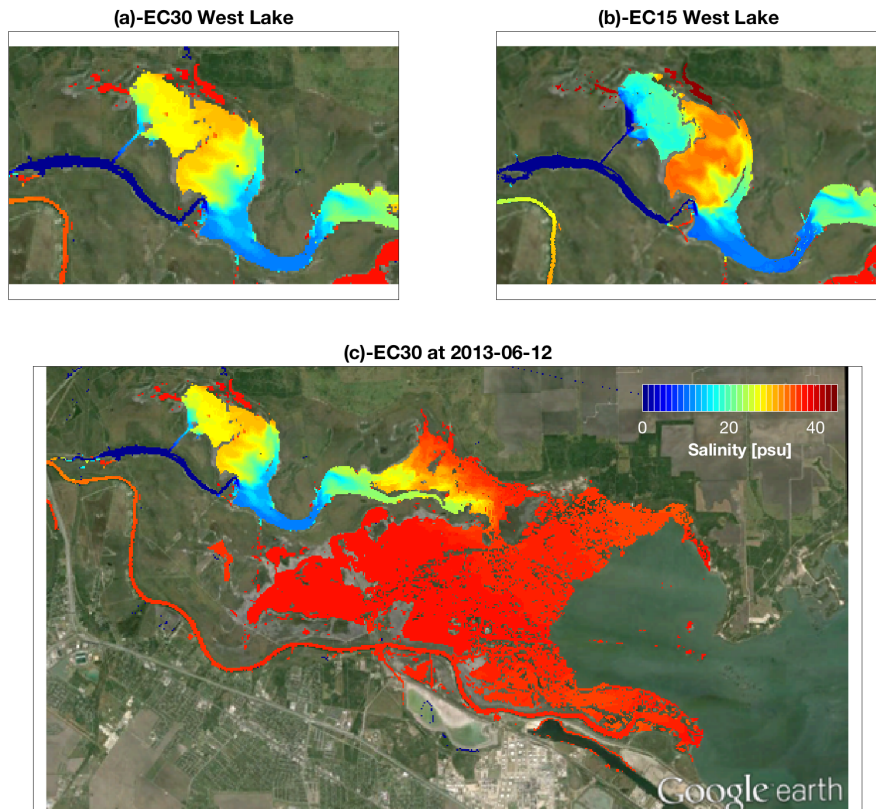 (a)-EC30 West Lake
(b)-EC15 West Lake
(c)-EC30 at 2013-06-12
0 20 40
Salinity [psu]
Google earth